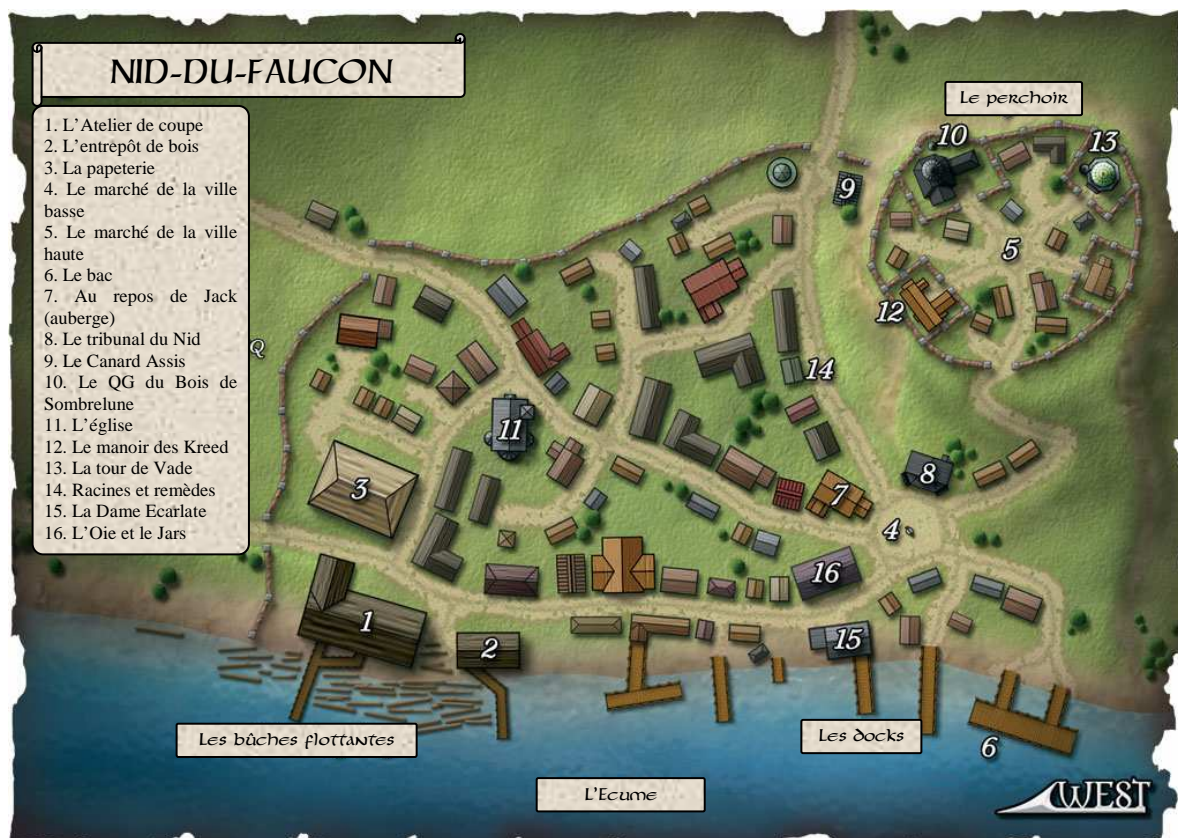 NID-DU-FAUCON
1. L'Atelier de coupe
2. L'entrepôt de bois
3. La papeterie
4. Le marché de la ville
basse
5. Le marché de la ville
haute
6. Le bac
7. Au repos de Jack
(auberge)
8. Le tribunal du Nid
9. Le Canard Assis
10. Le QG du Bois de
Sombrelune
11. L'église
12. Le manoir des Kreed
13. La tour de Vade
14. Racines et remèdes
15. La Dame Ecarlate
16. L'Oie et le Jars
Le perchoir
10
13
9
5
12
Q
14
11
8
3
7
4
16
1
2
15
6
Les bûches flottantes
Les docks
L'Ecume
WEST